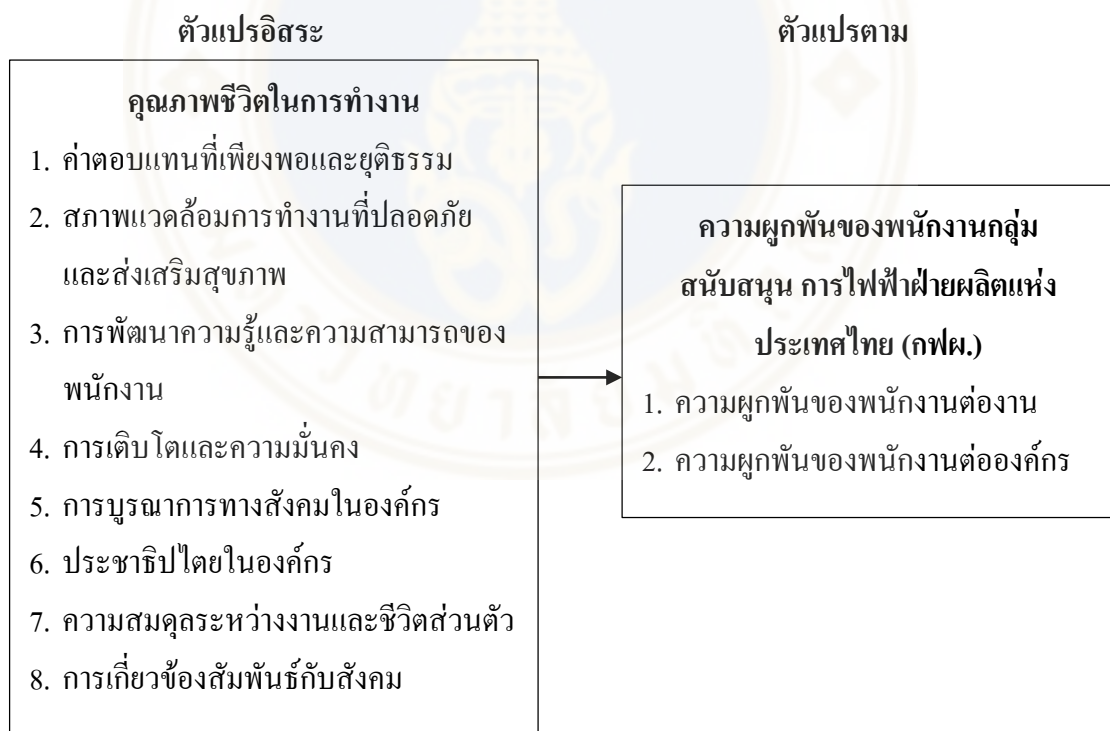 ตัวแปรอิสระ
ตัวแปรตาม
คุณภาพชีวิตในการทำงาน
1. ค่าตอบแทนที่เพียงพอและยุติธรรม
2. สภาพแวดล้อมการทำงานที่ปลอดภัย
และส่งเสริมสุขภาพ
3. การพัฒนาความรู้และความสามารถของ
พนักงาน
4. การเติบโตและความมั่นคง
5. การบูรณาการทางสังคมในองค์กร
6. ประชาธิปไตยในองค์กร
7. ความสมดุลระหว่างงานและชีวิตส่วนตัว
8. การเกี่ยวข้องสัมพันธ์กับสังคม
ความผูกพันของพนักงานกลุ่ม
สนับสนุน การไฟฟ้าฝ่ายผลิตแห่ง
ประเทศไทย (กฟผ.)
1. ความผูกพันของพนักงานต่องาน
2. ความผูกพันของพนักงานต่อองค์กร